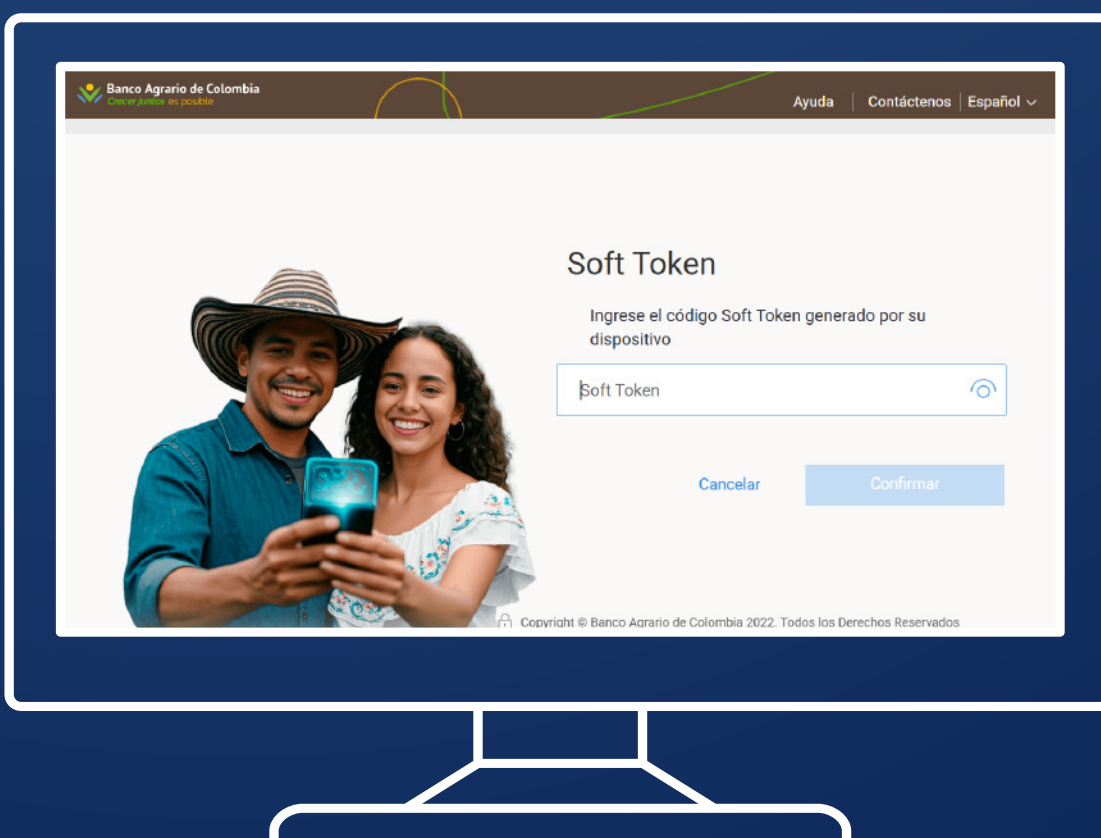 Banco Agrario de Colombia
Crecer juntos es posible
Ayuda
Contáctenos
Español
Soft Token
Ingrese el código Soft Token generado por su
dispositivo
Soft Token
Cancelar
Confirmar
Copyright © Banco Agrario de Colombia 2022. Todos los Derechos Reservados